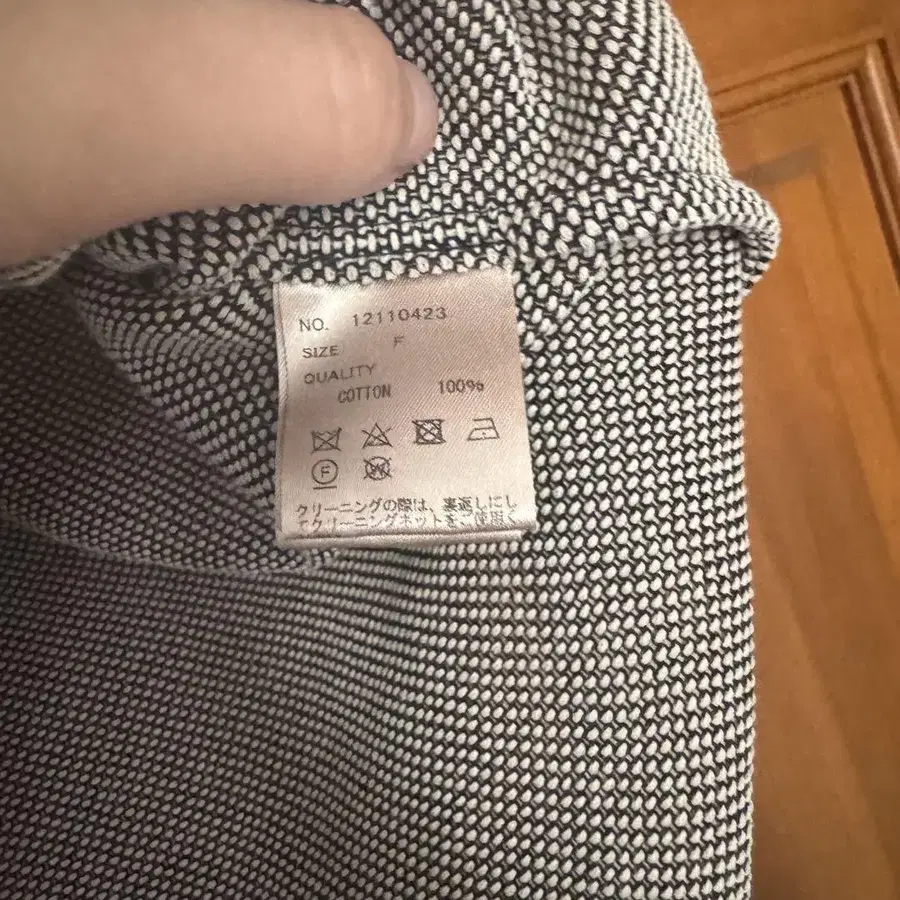 NO. 12110423
SIZE F
QUALITY
COTTON 100%
F W
クリーニングの際は、裏返しにし
てクリーニングネットをご使用く